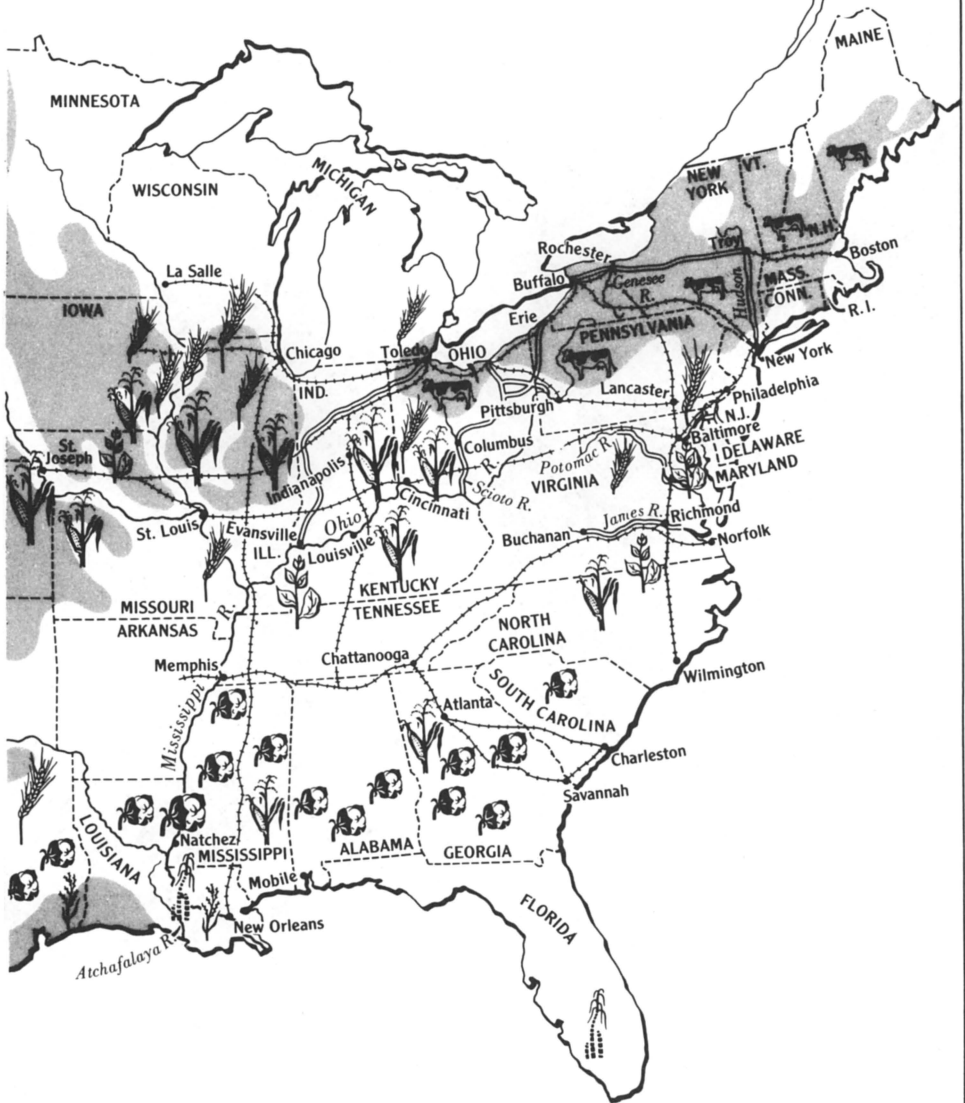 MAINE
MINNESOTA
WISCONSIN
MICHIGAN
NEW
YORK
VT.
N.H.
Troy
Rochester
Boston
La Salle
Buffalo
Genesee
R.
Hudson
MASS.
CONN.
R.I.
IOWA
Erie
PENNSYLVANIA
Chicago
Toledo
OHIO
New York
IND.
Lancaster
Philadelphia
Pittsburgh
N.J.
Baltimore
St.
Joseph
Columbus
DELAWARE
Potomac
R.
MARYLAND
Indianapolis
R.
VIRGINIA
Scioto R.
Cincinnati
St. Louis
Evansville
Ohio
James R.
Richmond
ILL.
Louisville
Buchanan
Norfolk
KENTUCKY
MISSOURI
TENNESSEE
R.
ARKANSAS
NORTH
CAROLINA
Memphis
Chattanooga
Wilmington
Mississippi
SOUTH CAROLINA
Atlanta
Charleston
Savannah
LOUISIANA
Natchez
MISSISSIPPI
ALABAMA
GEORGIA
Mobile
New Orleans
FLORIDA
Atchafalaya R.